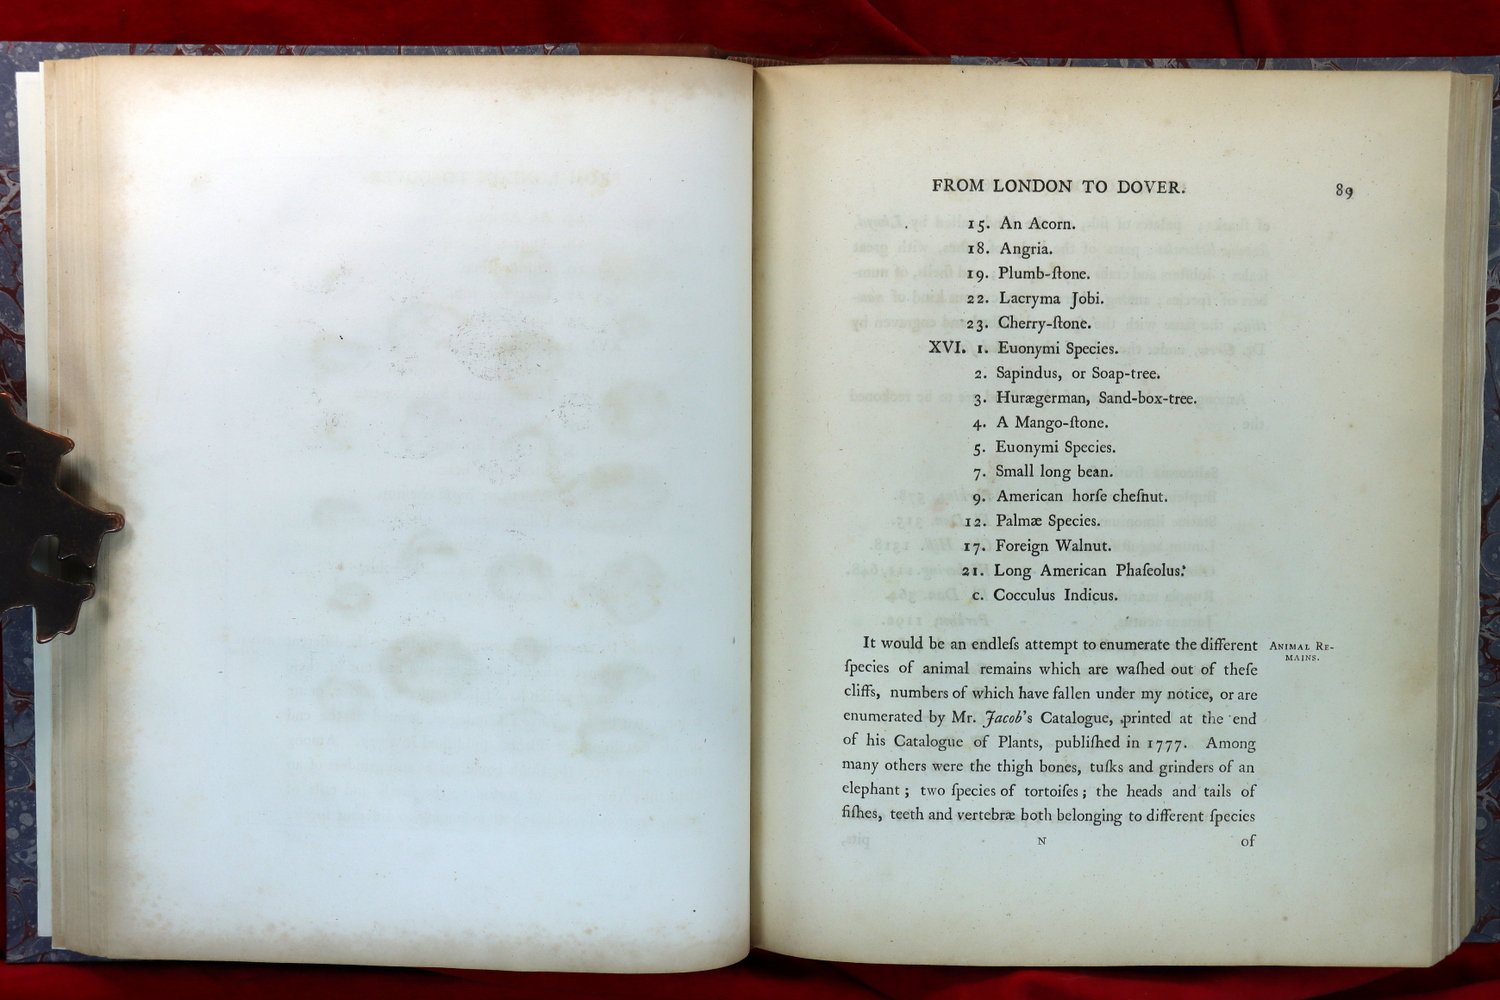 FROM LONDON TO DOVER. 89
15. An Acorn.
18. Angria.
19. Plumb-ſtone.
22. Lacryma Jobi.
23. Cherry-ſtone.
XVI. 1. Euonymi Species.
2. Sapindus, or Soap-tree.
3. Hurægerman, Sand-box-tree.
4. A Mango-ſtone.
5. Euonymi Species.
7. Small long bean.
9. American horſe cheſnut.
12. Palmæ Species.
17. Foreign Walnut.
21. Long American Phaſeolus.
c. Cocculus Indicus.
It would be an endleſs attempt to enumerate the different
ſpecies of animal remains which are waſhed out of theſe
cliffs, numbers of which have fallen under my notice, or are
enumerated by Mr. Jacob's Catalogue, printed at the end
of his Catalogue of Plants, publiſhed in 1777. Among
many others were the thigh bones, tuſks and grinders of an
elephant; two ſpecies of tortoiſes; the heads and tails of
fiſhes, teeth and vertebræ both belonging to different ſpecies
N of
ANIMAL RE-
MAINS.